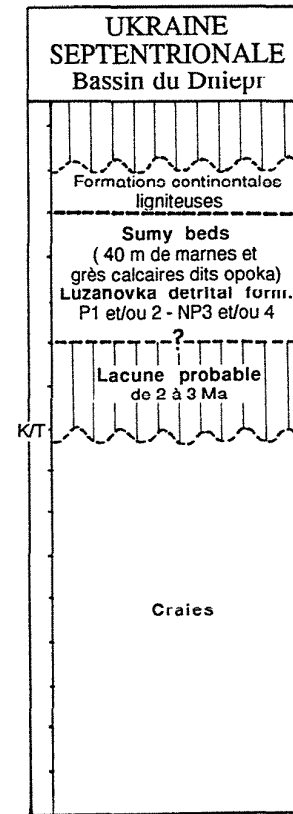 UKRAINE
SEPTENTRIONALE
Bassin du Dniepr
Formations continentales
ligniteuses
Sumy beds
( 40 m de marnes et
grès calcaires dits opoka)
Luzanovka detrital form.
P1 et/ou 2 - NP3 et/ou 4
?
Lacune probable
de 2 à 3 Ma
K/T
Craies